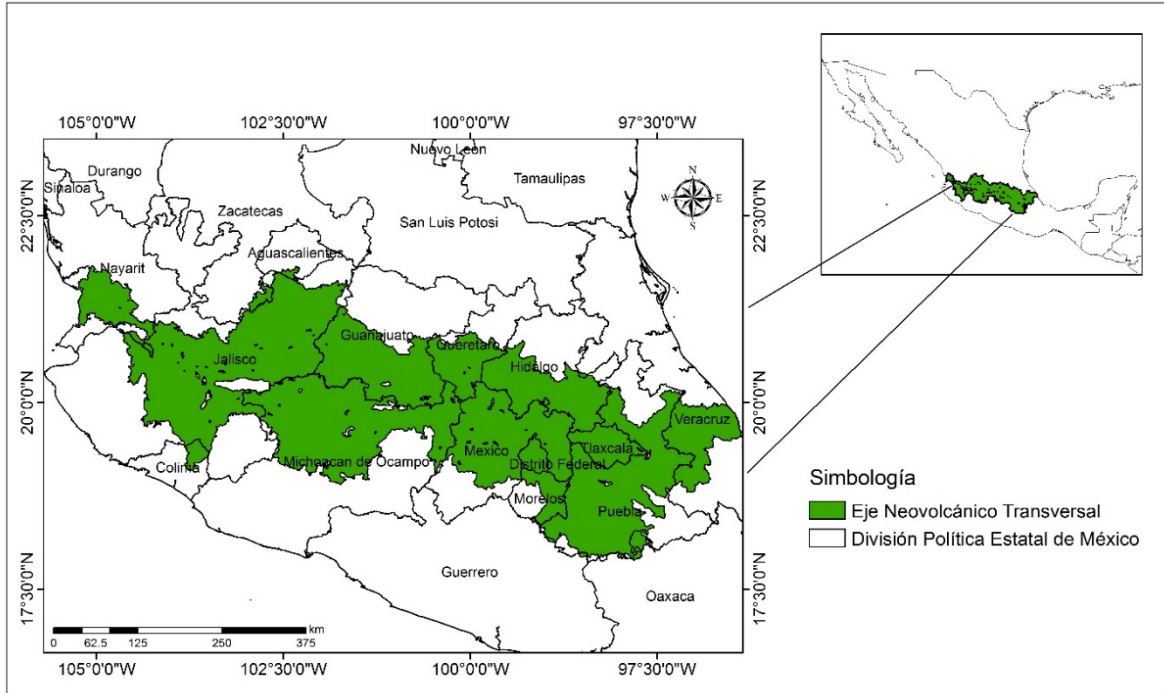 105°0'0"W 102°30'0"W 100°0'0"W 97°30'0"W
Nuevo Leon
Durango
Tamaulipas
Sinaloa
N
W E
S
22°30'0"N
22°30'0"N
Zacatecas
San Luis Potosi
Aguascalientes
Nayarit
Guanajuato
Queretaro
Jalisco
Hidalgo
20°0'0"N
20°0'0"N
Veracruz
Tlaxcala
Mexico
Michoacan de Ocampo
Distrito Federal
Colima
Morelos
Puebla
Guerrero
Oaxaca
17°30'0"N
17°30'0"N
km
0 62.5 125 250 375
105°0'0"W 102°30'0"W 100°0'0"W 97°30'0"W
Simbología
Eje Neovolcánico Transversal
División Política Estatal de México